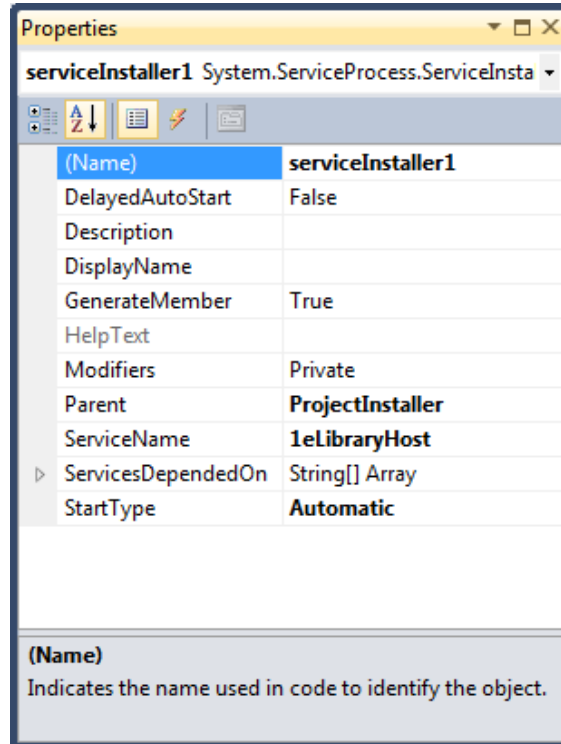 Properties
serviceInstaller1 System.ServiceProcess.ServiceInsta
(Name) serviceInstaller1
DelayedAutoStart False
Description
DisplayName
GenerateMember True
HelpText
Modifiers Private
Parent ProjectInstaller
ServiceName 1eLibraryHost
ServicesDependedOn String[] Array
StartType Automatic
(Name)
Indicates the name used in code to identify the object.